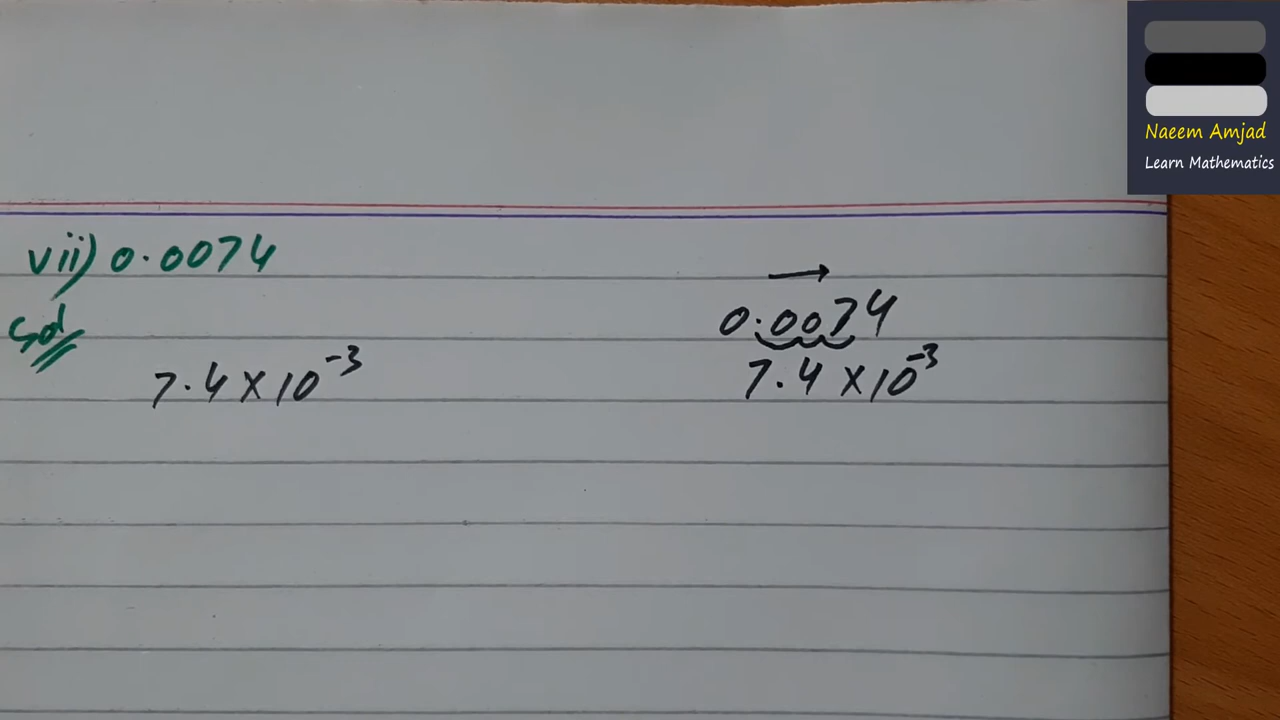 Naeem Amjad
Learn Mathematics
vii) 0.0074
Sol
7.4 × 10⁻³
→
0.0074
7.4 × 10⁻³